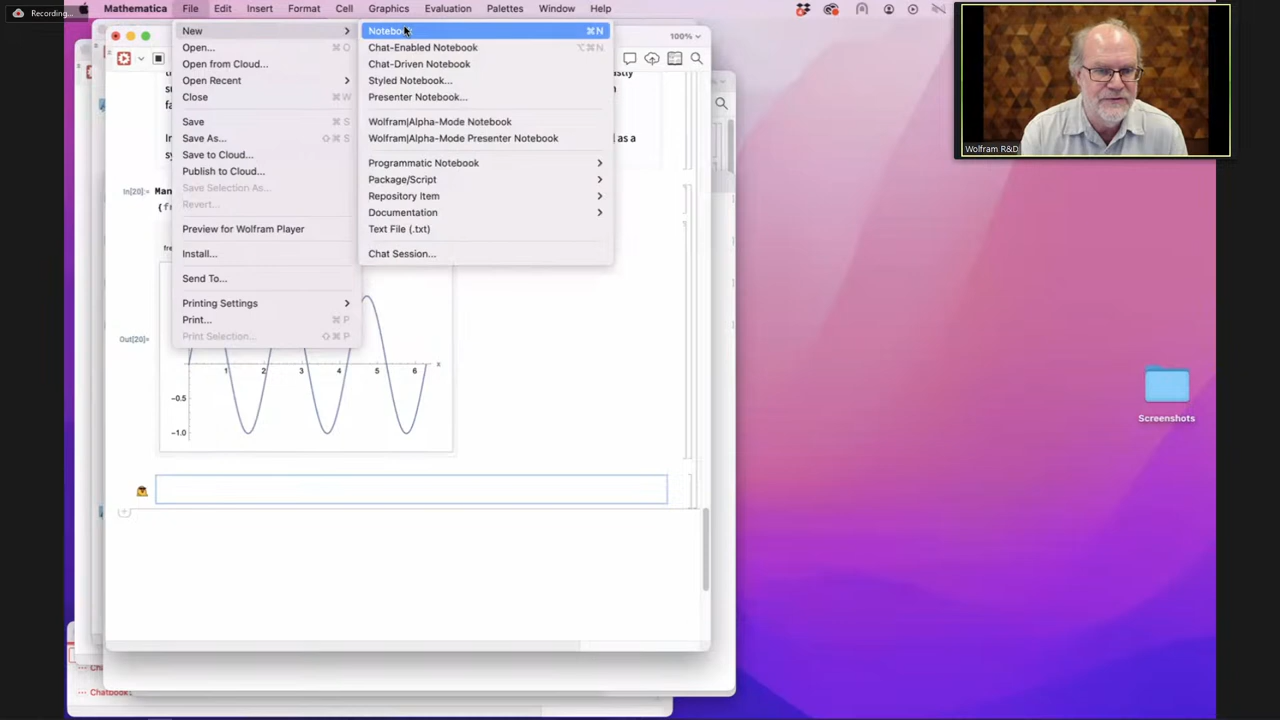 Recording...
Mathematica File Edit Insert Format Cell Graphics Evaluation Palettes Window Help
New
Open... ⌘ O
Open from Cloud...
Open Recent
Close ⌘ W
Save ⌘ S
Save As... ⇧ ⌘ S
Save to Cloud...
Publish to Cloud...
Save Selection As...
Revert...
Preview for Wolfram Player
Install...
Send To...
Printing Settings
Print... ⌘ P
Print Selection... ⇧ ⌘ P
Notebook ⌘N
Chat-Enabled Notebook ⌥⌘N
Chat-Driven Notebook
Styled Notebook...
Presenter Notebook...
Wolfram|Alpha-Mode Notebook
Wolfram|Alpha-Mode Presenter Notebook
Programmatic Notebook
Package/Script
Repository Item
Documentation
Text File (.txt)
Chat Session...
100%
as a
In[20]:= Man
{fr
fre
Out[20]=
1 2 3 4 5 6 x
-0.5
-1.0
Wolfram R&D
Screenshots
Chatbook